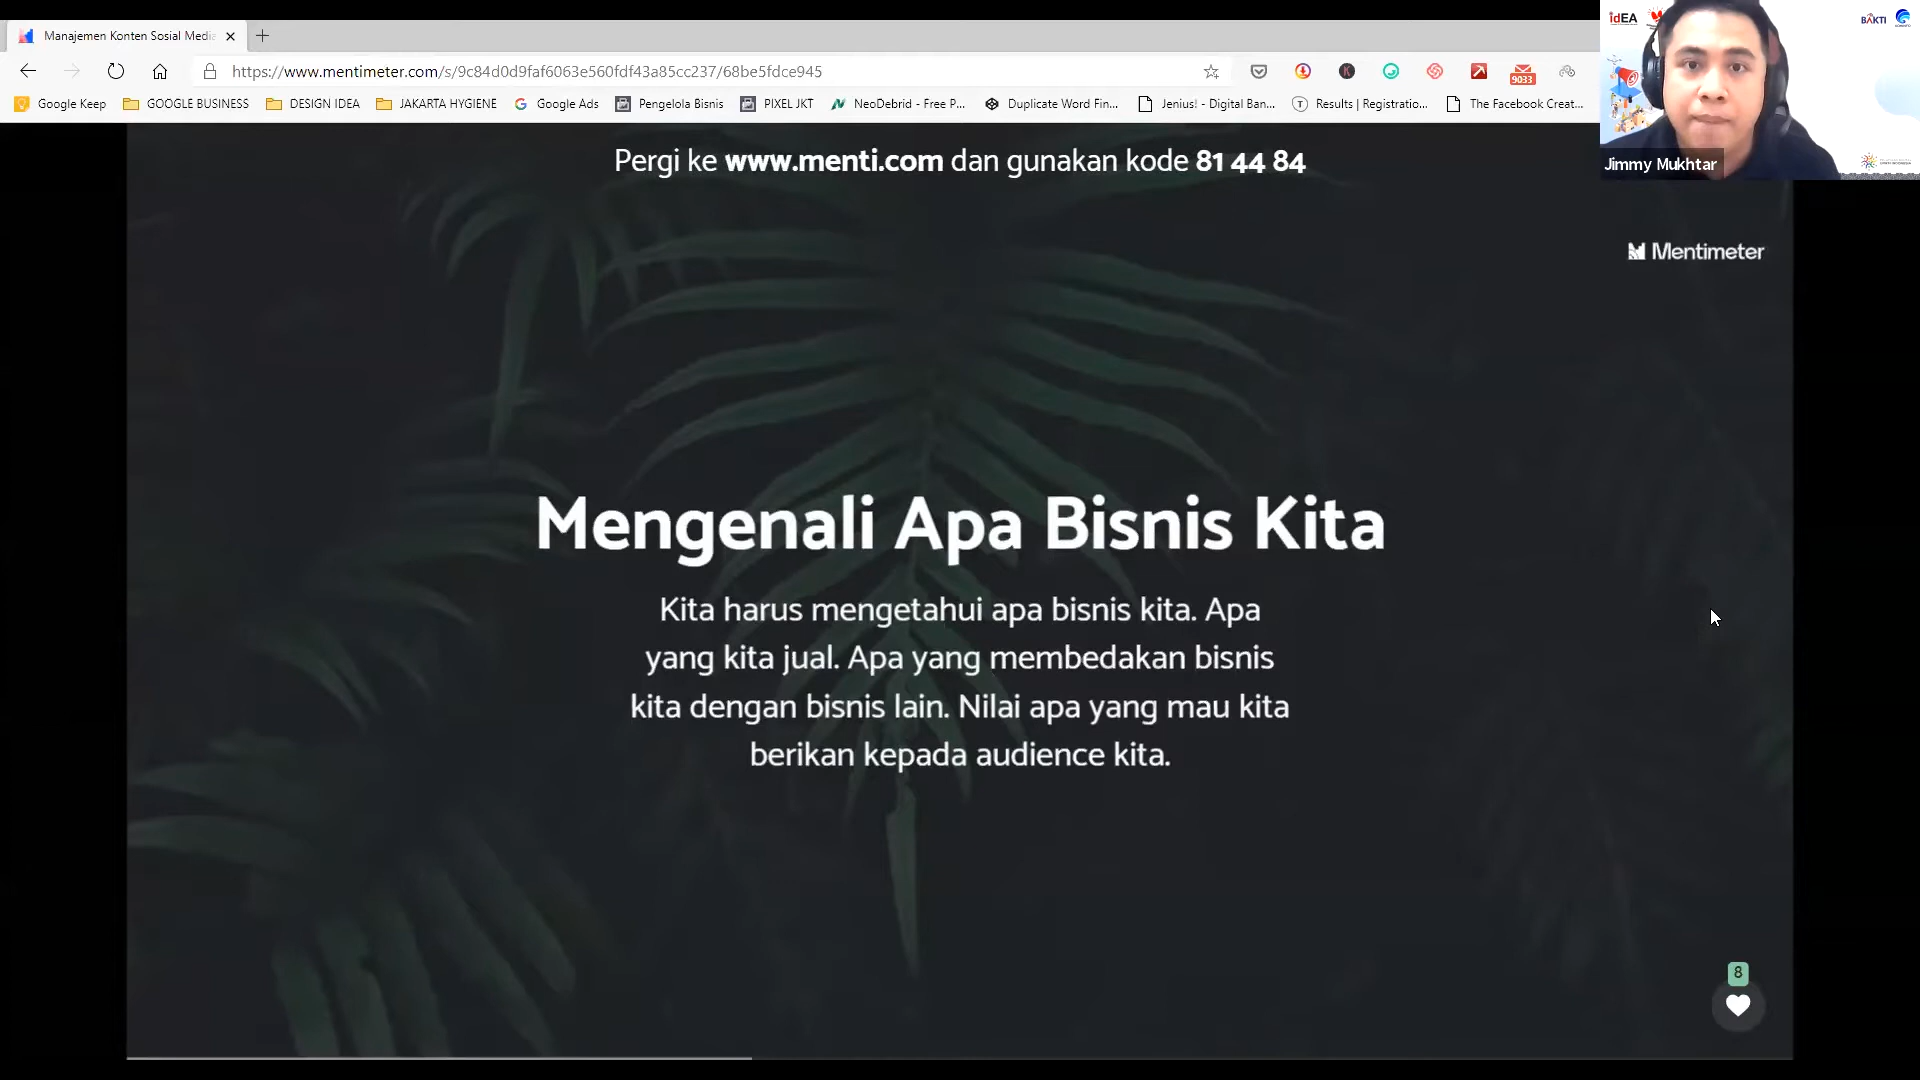 Manajemen Konten Sosial Medi
https://www.mentimeter.com/s/9c84d0d9faf6063e560fdf43a85cc237/68be5fdce945
9033
Google Keep
GOOGLE BUSINESS
DESIGN IDEA
JAKARTA HYGIENE
Google Ads
Pengelola Bisnis
PIXEL JKT
NeoDebrid - Free P...
Duplicate Word Fin...
Jenius! - Digital Ban...
Results | Registratio...
The Facebook Creat...
idEA
BAKTI
Jimmy Mukhtar
Pergi ke www.menti.com dan gunakan kode 81 44 84
Mentimeter
Mengenali Apa Bisnis Kita
Kita harus mengetahui apa bisnis kita. Apa
yang kita jual. Apa yang membedakan bisnis
kita dengan bisnis lain. Nilai apa yang mau kita
berikan kepada audience kita.
8